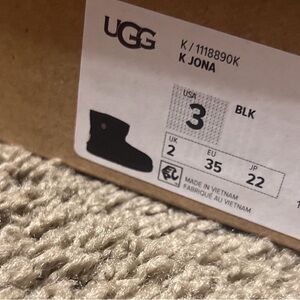 UGG
K / 1118890K
K JONA
USA
3
BLK
UK
2
EU
35
JP
22
MADE IN VIETNAM
FABRIQUÉ AU VIETNAM